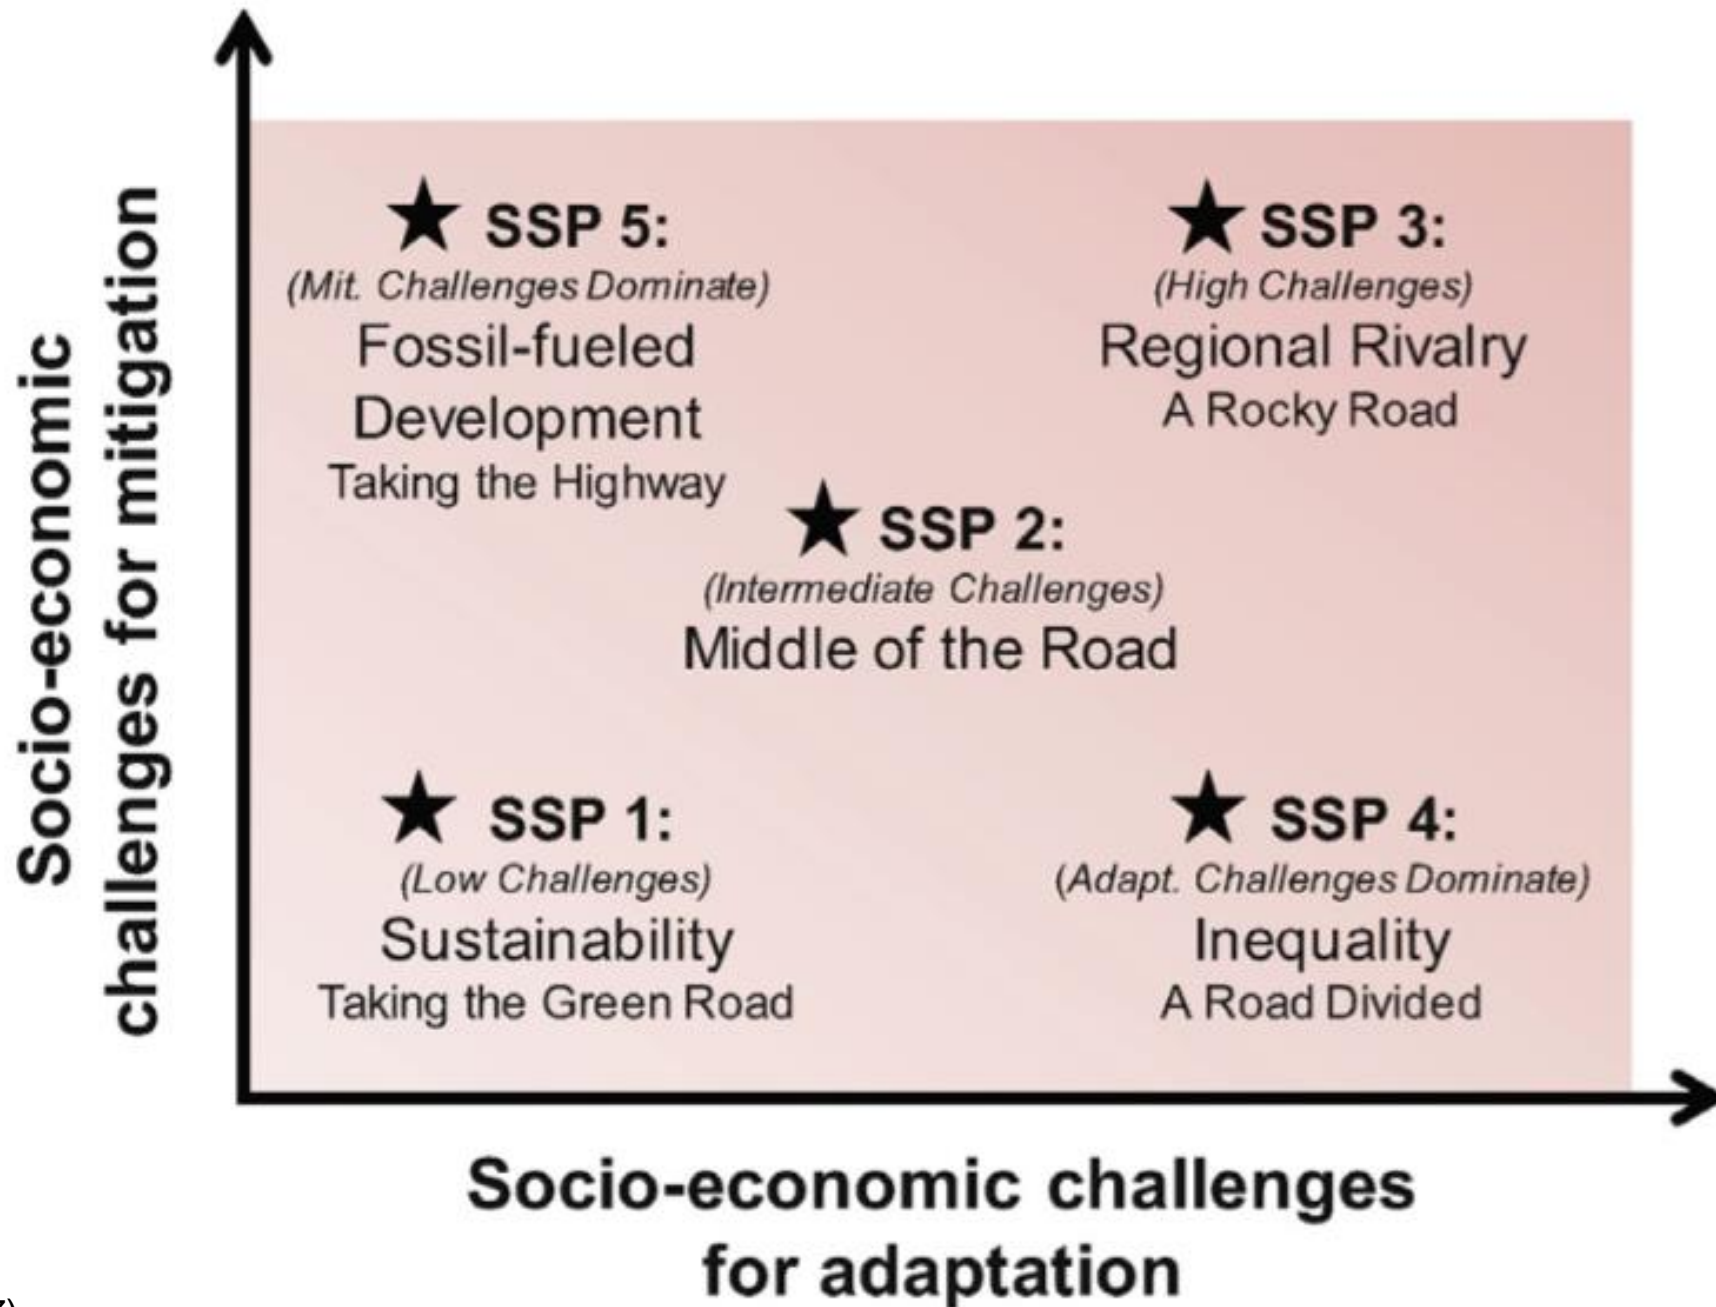 Socio-economic
challenges for mitigation
SSP 5:
(Mit. Challenges Dominate)
Fossil-fueled
Development
Taking the Highway
SSP 3:
(High Challenges)
Regional Rivalry
A Rocky Road
SSP 2:
(Intermediate Challenges)
Middle of the Road
SSP 1:
(Low Challenges)
Sustainability
Taking the Green Road
SSP 4:
(Adapt. Challenges Dominate)
Inequality
A Road Divided
Socio-economic challenges
for adaptation